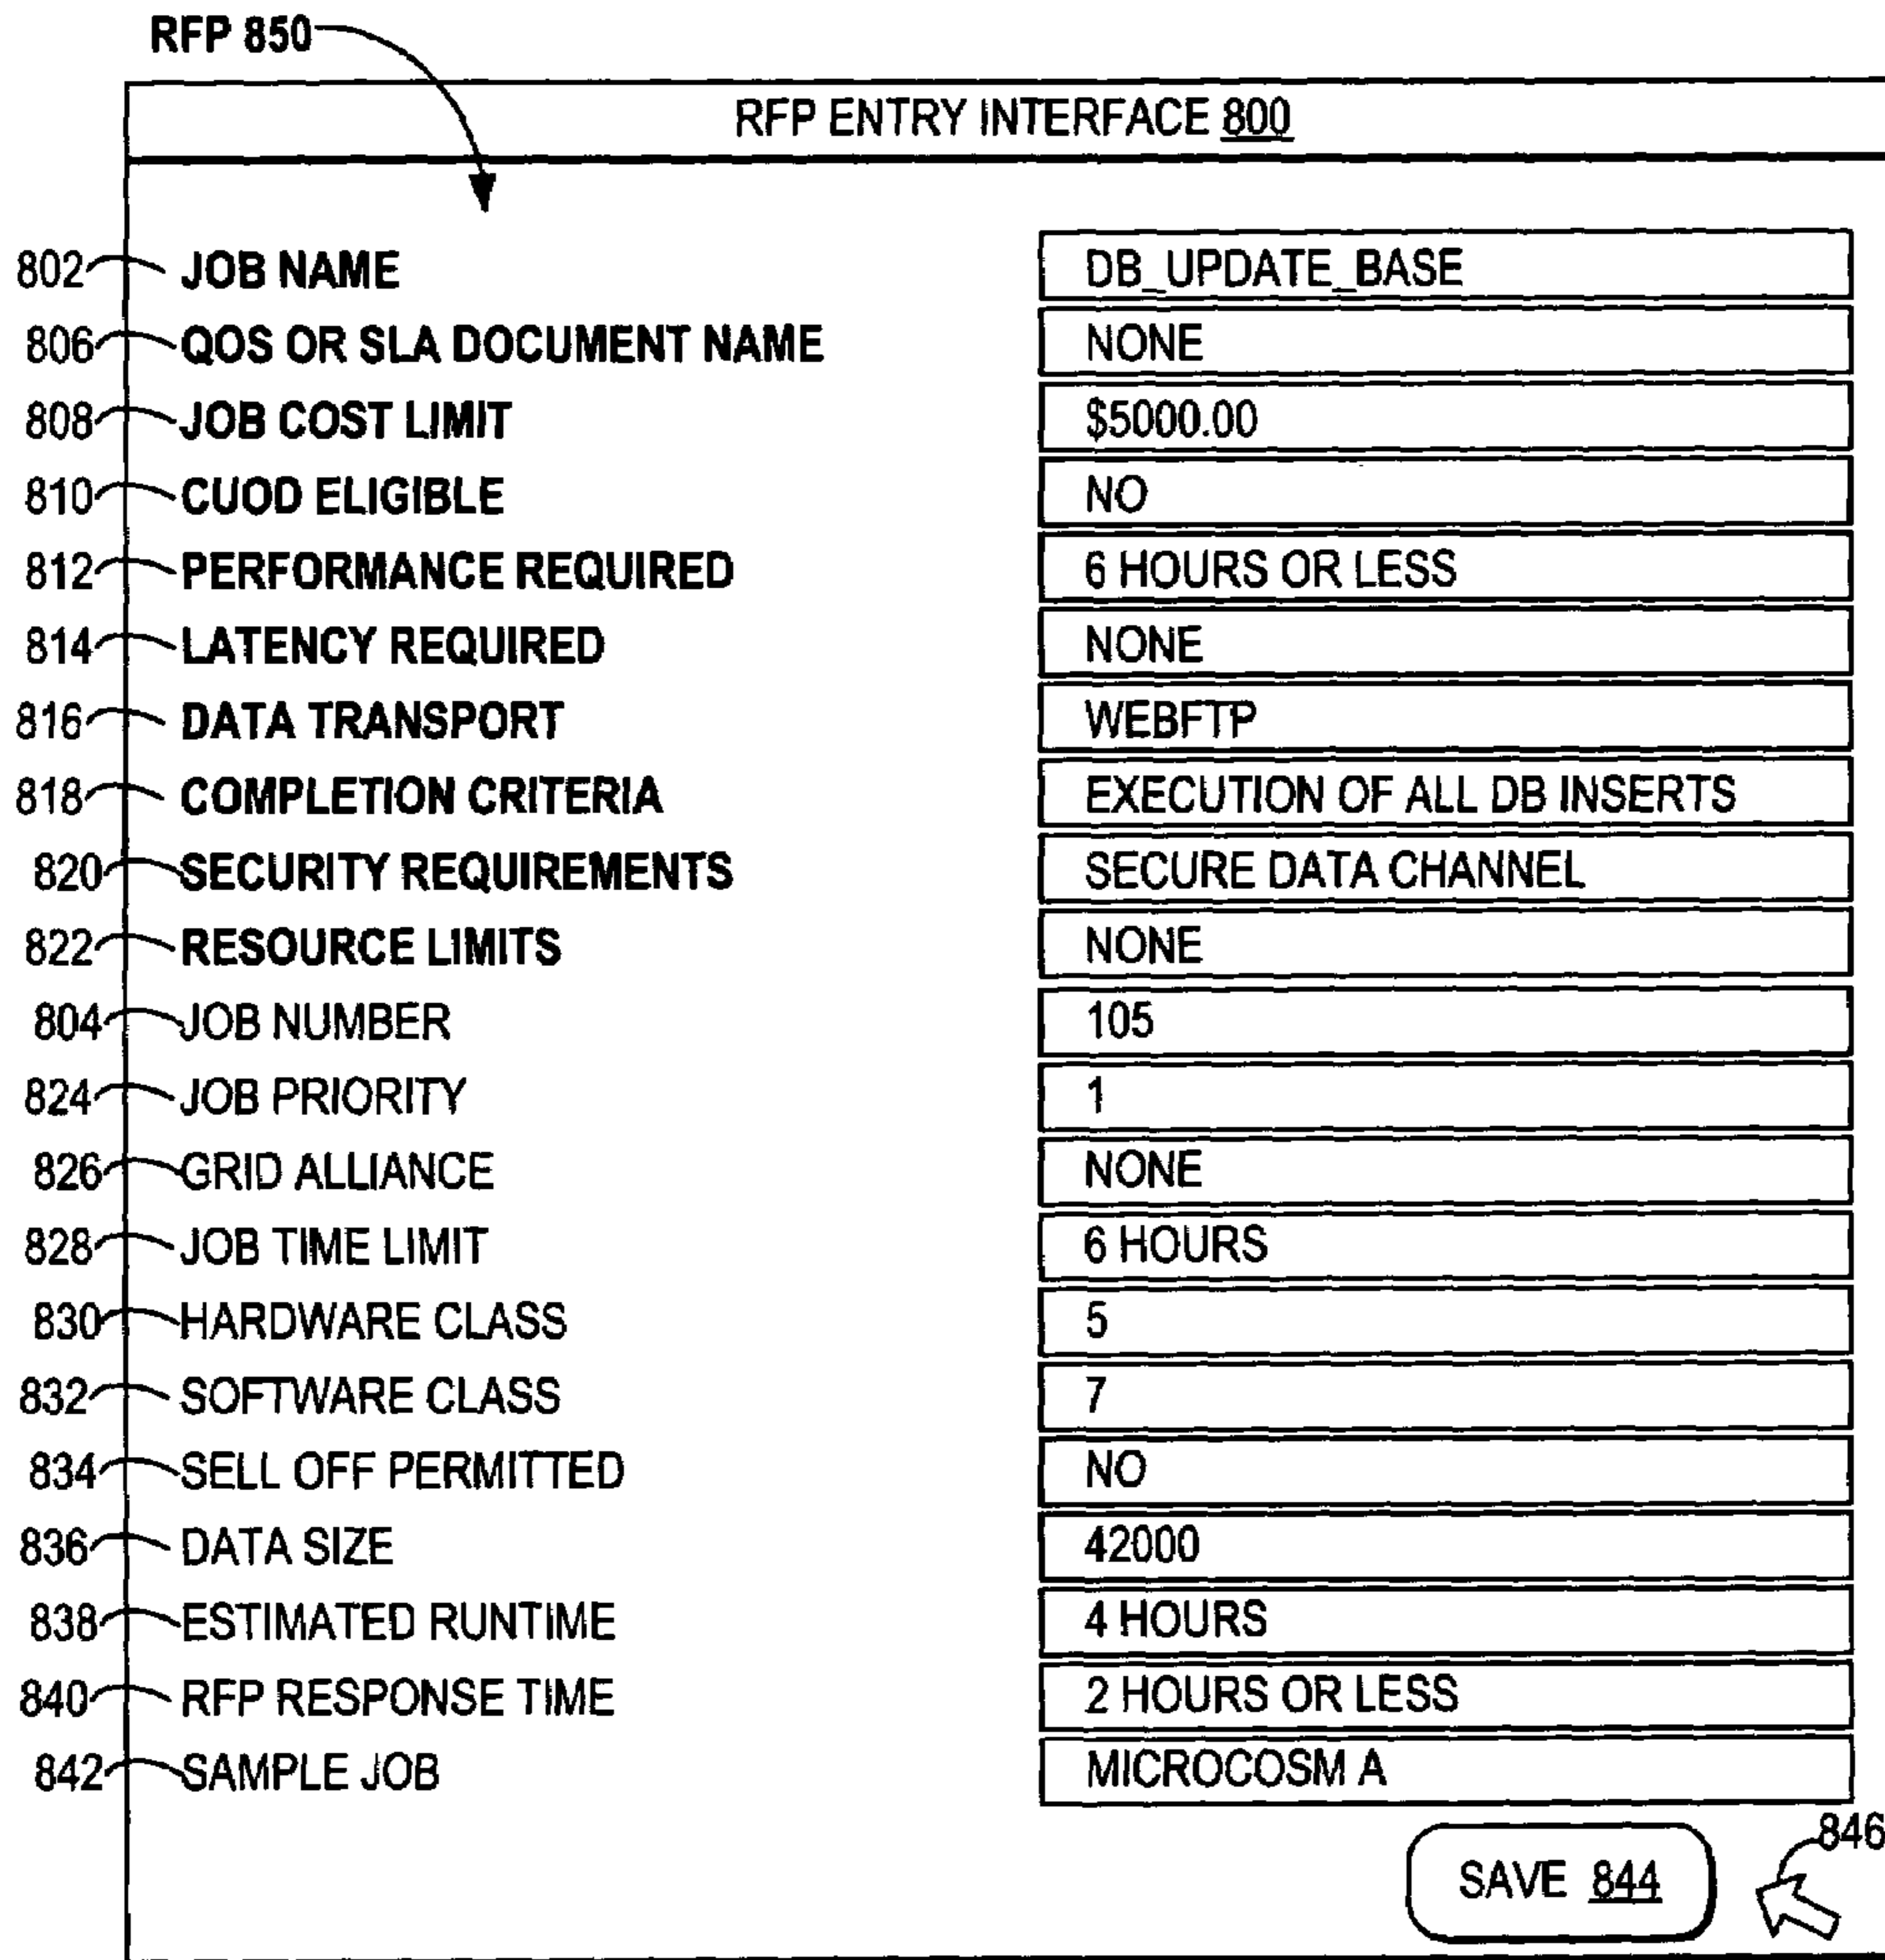 RFP 850
RFP ENTRY INTERFACE 800
802 JOB NAME DB_UPDATE_BASE
806 QOS OR SLA DOCUMENT NAME NONE
808 JOB COST LIMIT $5000.00
810 CUOD ELIGIBLE NO
812 PERFORMANCE REQUIRED 6 HOURS OR LESS
814 LATENCY REQUIRED NONE
816 DATA TRANSPORT WEBFTP
818 COMPLETION CRITERIA EXECUTION OF ALL DB INSERTS
820 SECURITY REQUIREMENTS SECURE DATA CHANNEL
822 RESOURCE LIMITS NONE
804 JOB NUMBER 105
824 JOB PRIORITY 1
826 GRID ALLIANCE NONE
828 JOB TIME LIMIT 6 HOURS
830 HARDWARE CLASS 5
832 SOFTWARE CLASS 7
834 SELL OFF PERMITTED NO
836 DATA SIZE 42000
838 ESTIMATED RUNTIME 4 HOURS
840 RFP RESPONSE TIME 2 HOURS OR LESS
842 SAMPLE JOB MICROCOSM A
846
SAVE 844